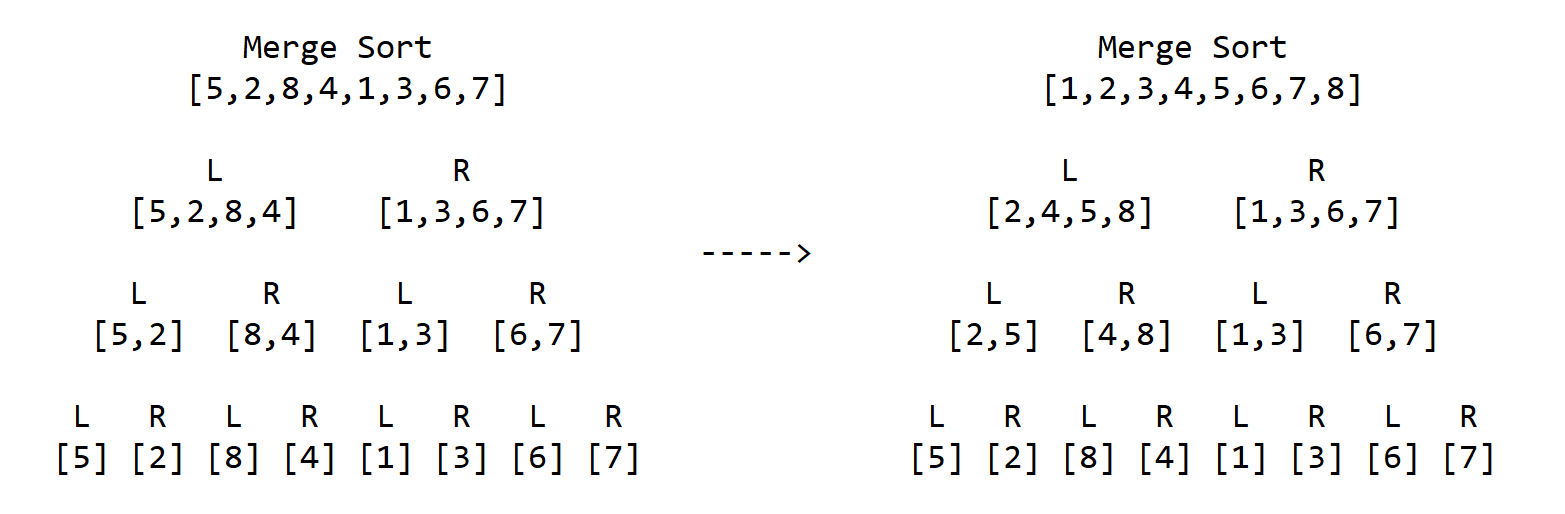 Merge Sort
[5,2,8,4,1,3,6,7]
L R
[5,2,8,4] [1,3,6,7]
L R L R
[5,2] [8,4] [1,3] [6,7]
L R L R L R L R
[5] [2] [8] [4] [1] [3] [6] [7]
----->
Merge Sort
[1,2,3,4,5,6,7,8]
L R
[2,4,5,8] [1,3,6,7]
L R L R
[2,5] [4,8] [1,3] [6,7]
L R L R L R L R
[5] [2] [8] [4] [1] [3] [6] [7]